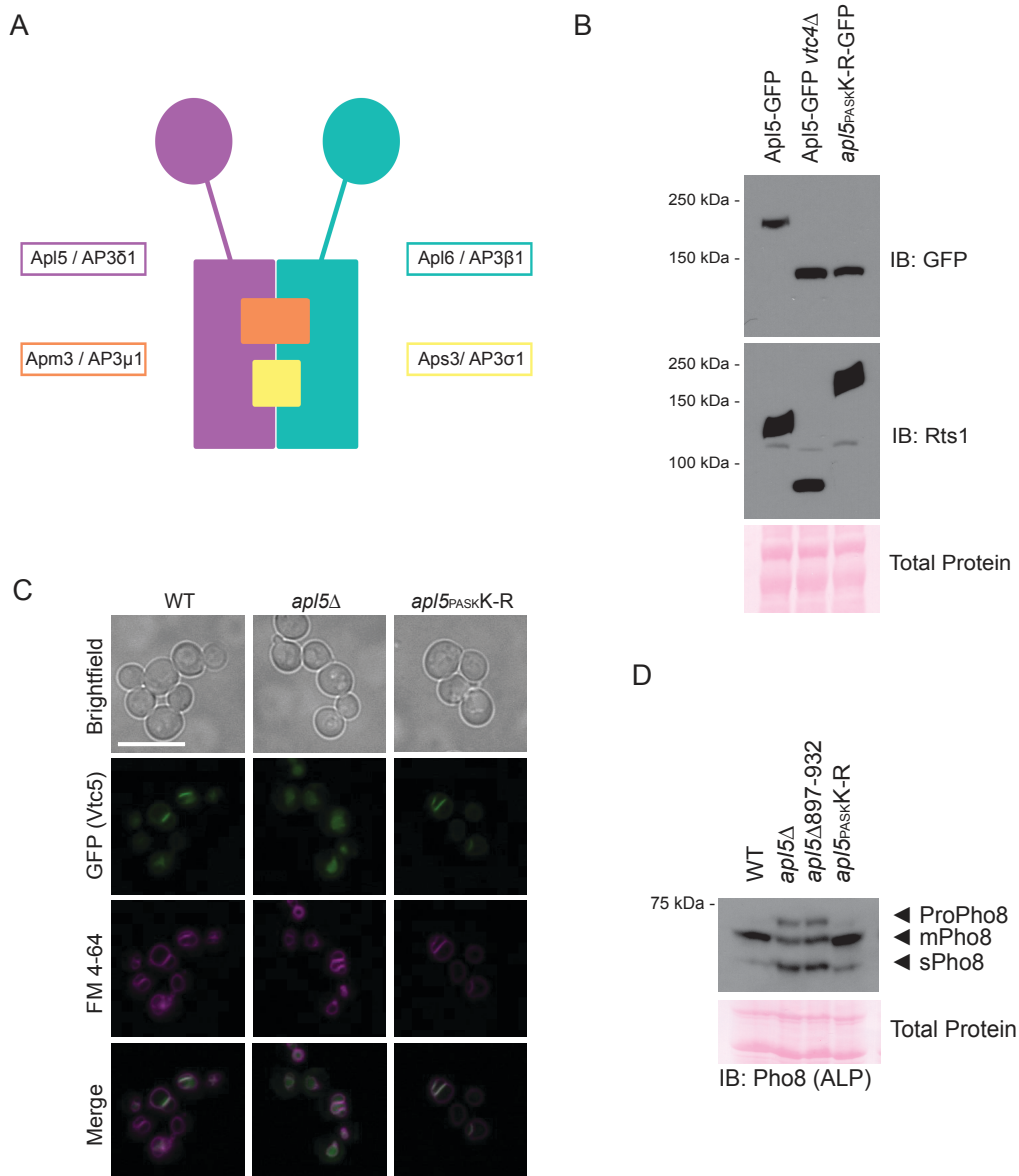 A
Apl5 / AP3δ1
Apl6 / AP3β1
Apm3 / AP3μ1
Aps3/ AP3σ1
B
Apl5-GFP
Apl5-GFP vtc4Δ
apl5PASKK-R-GFP
250 kDa -
150 kDa -
IB: GFP
250 kDa -
150 kDa -
100 kDa -
IB: Rts1
Total Protein
C
WT
apl5Δ
apl5PASKK-R
Brightfield
GFP (Vtc5)
FM 4-64
Merge
D
WT
apl5Δ
apl5Δ897-932
apl5PASKK-R
75 kDa -
ProPho8
mPho8
sPho8
Total Protein
IB: Pho8 (ALP)